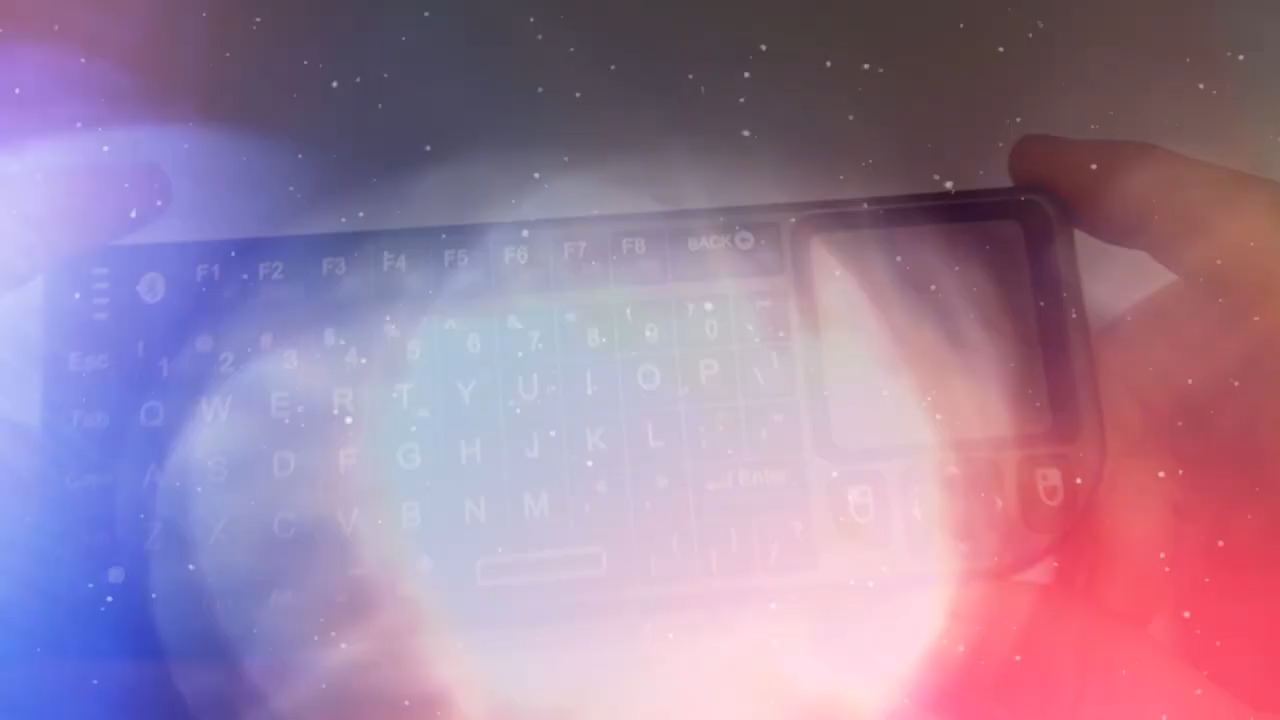 F1 F2 F3 F4 F5 F6 F7 F8 BACK
Esc 1 2 3 4 5 6 7 8 9 0
Tab Q W E R T Y U I O P \
A S D F G H J K L
Z X C V B N M Enter